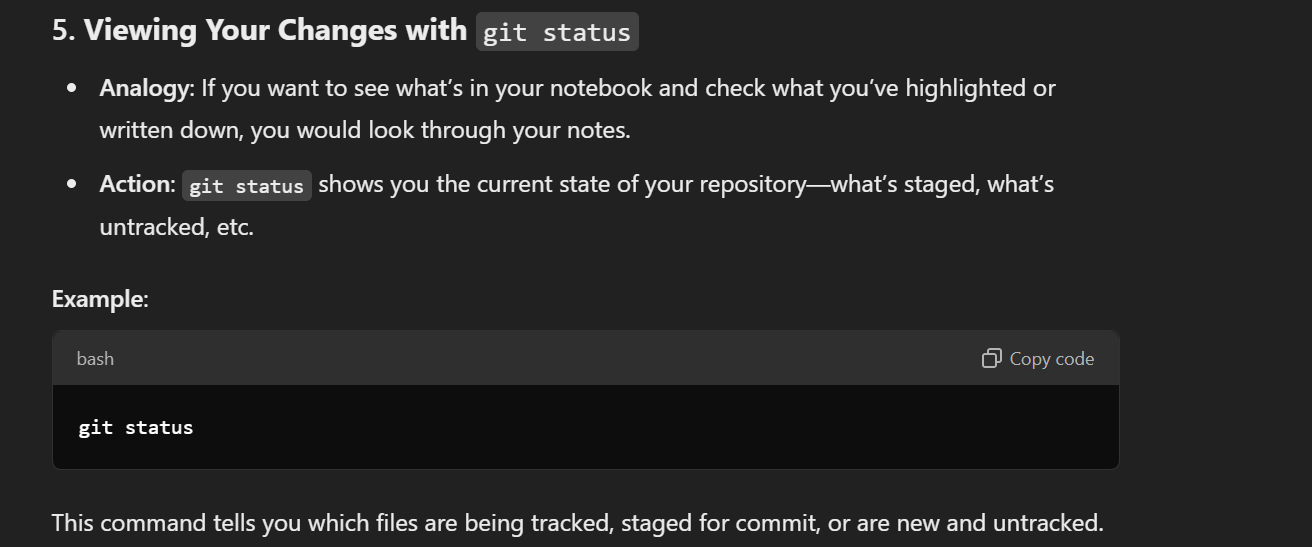 5. Viewing Your Changes with git status
• Analogy: If you want to see what’s in your notebook and check what you’ve highlighted or
written down, you would look through your notes.
• Action: git status shows you the current state of your repository—what’s staged, what’s
untracked, etc.
Example:
bash Copy code
git status
This command tells you which files are being tracked, staged for commit, or are new and untracked.